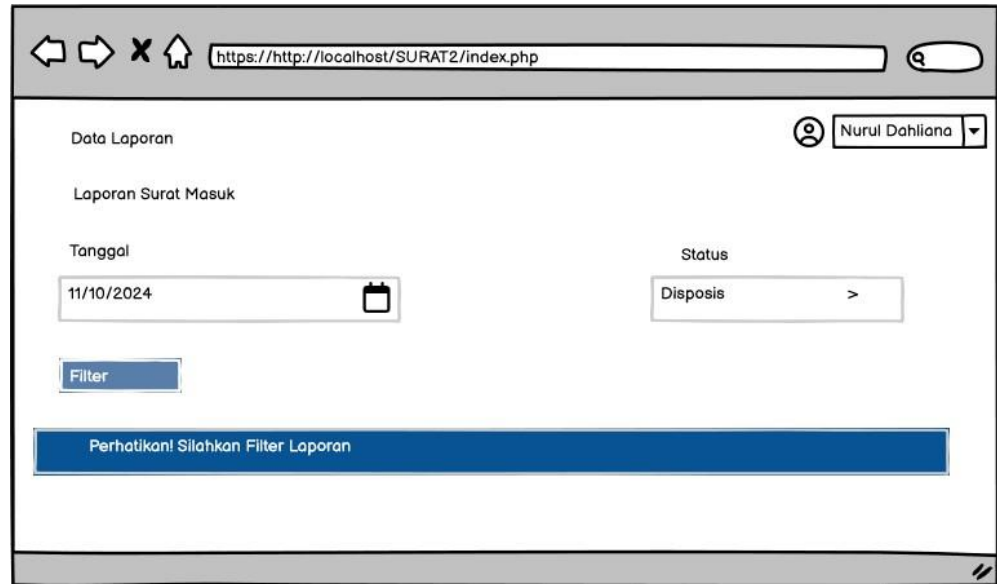 https://http://localhost/SURAT2/index.php
Data Laporan
Nurul Dahliana
Laporan Surat Masuk
Tanggal
Status
11/10/2024
Disposis >
Filter
Perhatikan! Silahkan Filter Laporan